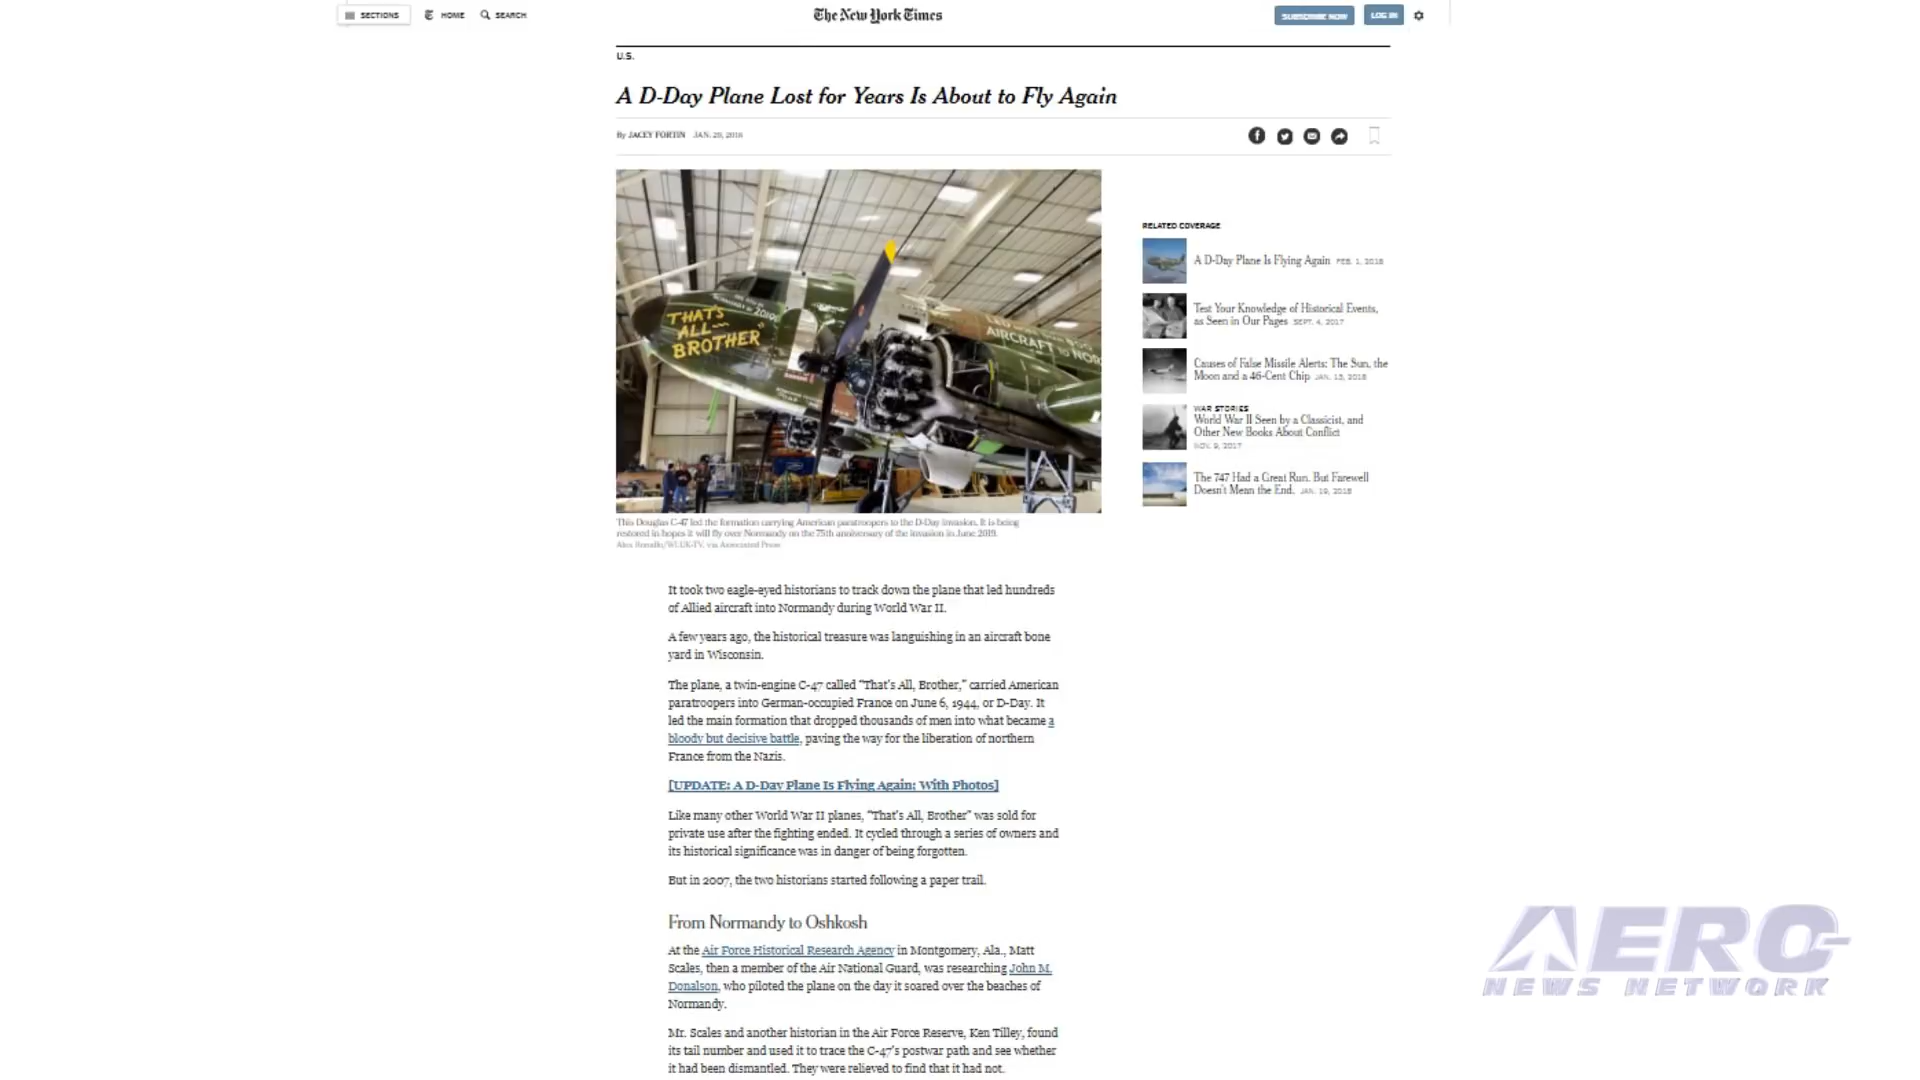 SECTIONS
HOME
SEARCH
The New York Times
SUBSCRIBE NOW
LOG IN
U.S.
A D-Day Plane Lost for Years Is About to Fly Again
By JACEY FORTIN JAN. 29, 2018
THAT'S
ALL
BROTHER
2019
AIRCRAFT to NOR
This Douglas C-47 led the formation carrying American paratroopers to the D-Day invasion. It is being
restored in hopes it will fly over Normandy on the 75th anniversary of the invasion in June 2019.
WLUK-TV, via Associated Press
RELATED COVERAGE
A D-Day Plane Is Flying Again FEB. 1, 2018
Test Your Knowledge of Historical Events,
as Seen in Our Pages SEPT. 4, 2017
Causes of False Missile Alerts: The Sun, the
Moon and a 46-Cent Chip JAN. 13, 2018
WAR STORIES
World War II Seen by a Classicist, and
Other New Books About Conflict
NOV. 9, 2017
The 747 Had a Great Run. But Farewell
Doesn't Mean the End. JAN. 19, 2018
It took two eagle-eyed historians to track down the plane that led hundreds
of Allied aircraft into Normandy during World War II.
A few years ago, the historical treasure was languishing in an aircraft bone
yard in Wisconsin.
The plane, a twin-engine C-47 called "That's All, Brother," carried American
paratroopers into German-occupied France on June 6, 1944, or D-Day. It
led the main formation that dropped thousands of men into what became a
bloody but decisive battle, paving the way for the liberation of northern
France from the Nazis.
[UPDATE: A D-Day Plane Is Flying Again: With Photos]
Like many other World War II planes, "That's All, Brother" was sold for
private use after the fighting ended. It cycled through a series of owners and
its historical significance was in danger of being forgotten.
But in 2007, the two historians started following a paper trail.
From Normandy to Oshkosh
At the Air Force Historical Research Agency in Montgomery, Ala., Matt
Scales, then a member of the Air National Guard, was researching John M.
Donalson, who piloted the plane on the day it soared over the beaches of
Normandy.
Mr. Scales and another historian in the Air Force Reserve, Ken Tilley, found
its tail number and used it to trace the C-47's postwar path and see whether
it had been dismantled. They were relieved to find that it had not.
AERO-
NEWS NETWORK